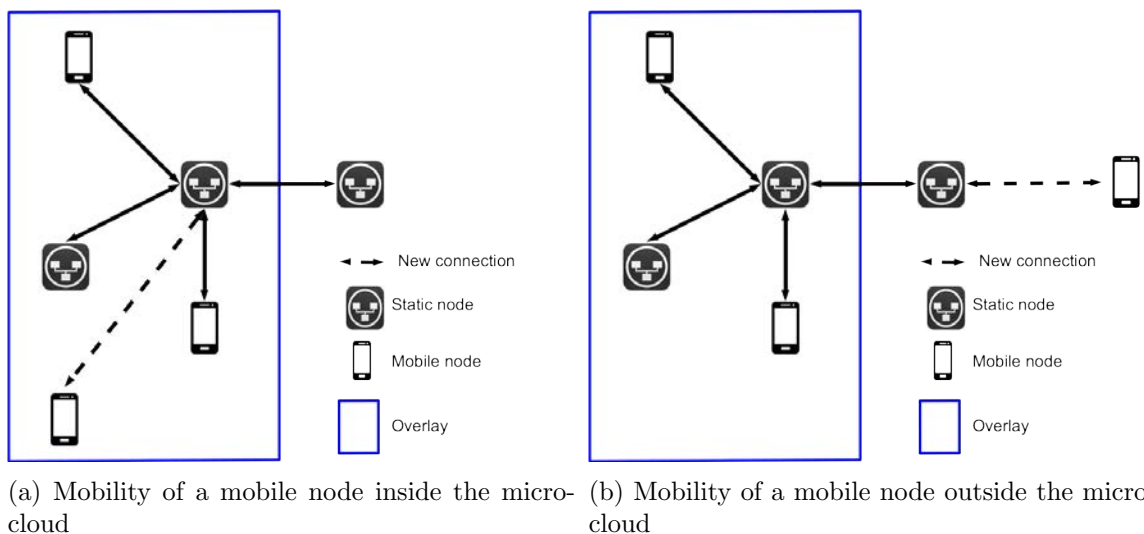 New connection
Static node
Mobile node
Overlay
New connection
Static node
Mobile node
Overlay
(a) Mobility of a mobile node inside the micro-
cloud
(b) Mobility of a mobile node outside the micro
cloud